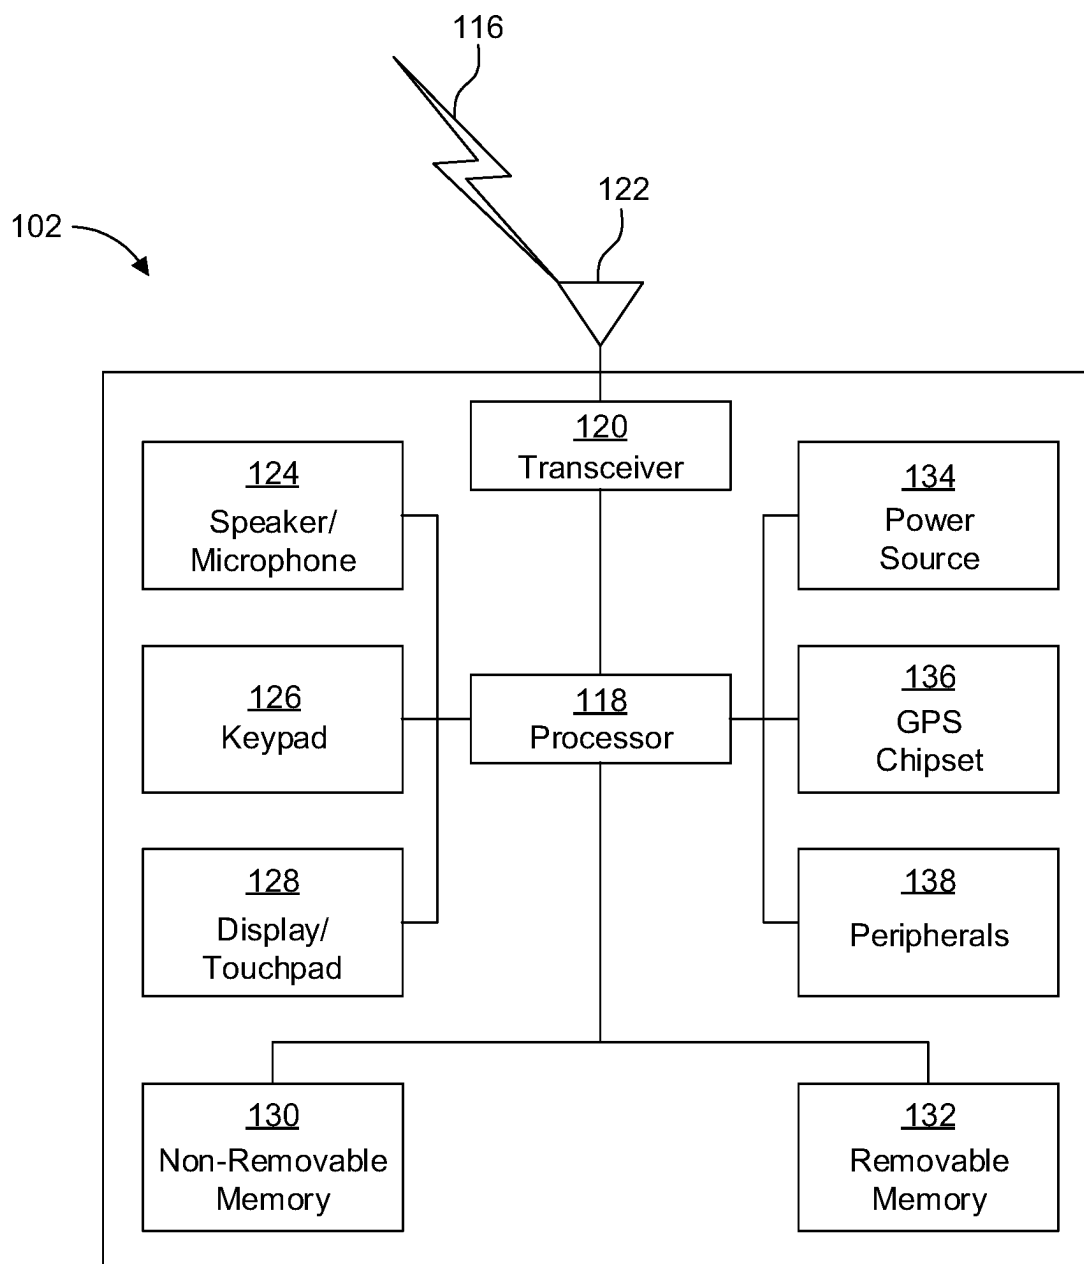 116
122
102
120
Transceiver
124
Speaker/
Microphone
134
Power
Source
126
Keypad
118
Processor
136
GPS
Chipset
128
Display/
Touchpad
138
Peripherals
130
Non-Removable
Memory
132
Removable
Memory